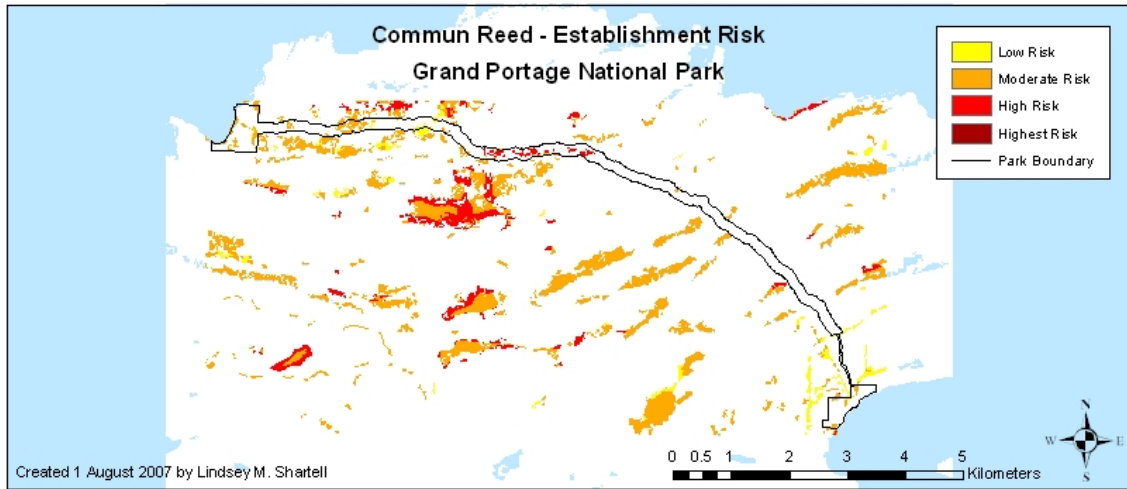 Commun Reed - Establishment Risk
Grand Portage National Park
Low Risk
Moderate Risk
High Risk
Highest Risk
Park Boundary
N
W E
S
0 0.5 1 2 3 4 5
Kilometers
Created 1 August 2007 by Lindsey M. Shartell